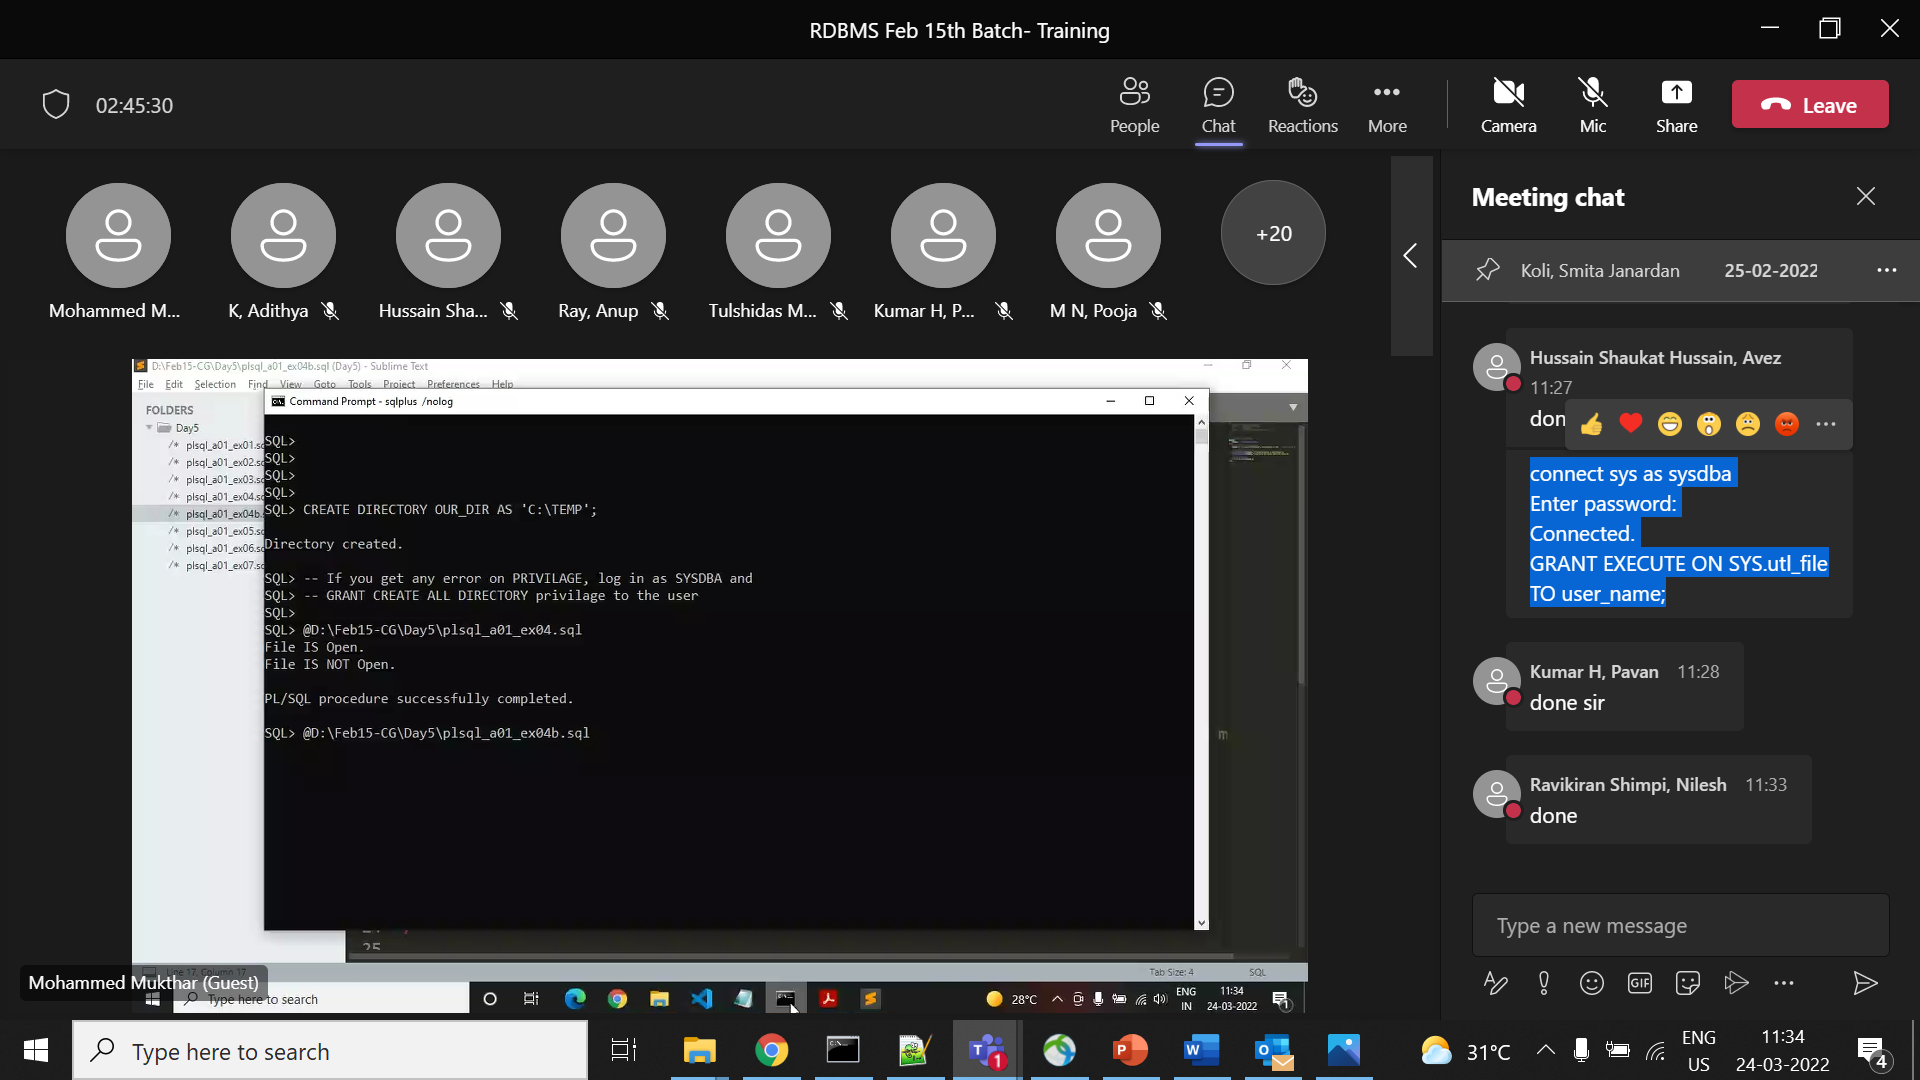 RDBMS Feb 15th Batch- Training
02:45:30
People
Chat
Reactions
More
Camera
Mic
Share
Leave
Mohammed M...
K, Adithya
Hussain Sha...
Ray, Anup
Tulshidas M...
Kumar H, P...
M N, Pooja
+20
Meeting chat
Koli, Smita Janardan 25-02-2022
Hussain Shaukat Hussain, Avez
11:27
don
connect sys as sysdba
Enter password:
Connected.
GRANT EXECUTE ON SYS.utl_file
TO user_name;
Kumar H, Pavan 11:28
done sir
Ravikiran Shimpi, Nilesh 11:33
done
Type a new message
GIF
D:\Feb15-CG\Day5\plsql_a01_ex04b.sql (Day5) - Sublime Text
File Edit Selection Find View Goto Tools Project Preferences Help
FOLDERS
Day5
/* plsql_a01_ex01.s
/* plsql_a01_ex02.s
/* plsql_a01_ex03.s
/* plsql_a01_ex04.s
/* plsql_a01_ex04b.
/* plsql_a01_ex05.s
/* plsql_a01_ex06.s
/* plsql_a01_ex07.s
Command Prompt - sqlplus /nolog
SQL>
SQL>
SQL>
SQL>
SQL> CREATE DIRECTORY OUR_DIR AS 'C:\TEMP';
Directory created.
SQL> -- If you get any error on PRIVILAGE, log in as SYSDBA and
SQL> -- GRANT CREATE ALL DIRECTORY privilage to the user
SQL>
SQL> @D:\Feb15-CG\Day5\plsql_a01_ex04.sql
File IS Open.
File IS NOT Open.
PL/SQL procedure successfully completed.
SQL> @D:\Feb15-CG\Day5\plsql_a01_ex04b.sql
m
25
Line 17, Column 17
Tab Size: 4
SQL
Mohammed Mukthar (Guest)
Type here to search
28°C
ENG
IN
11:34
24-03-2022
1
Type here to search
31°C
ENG
US
11:34
24-03-2022
4